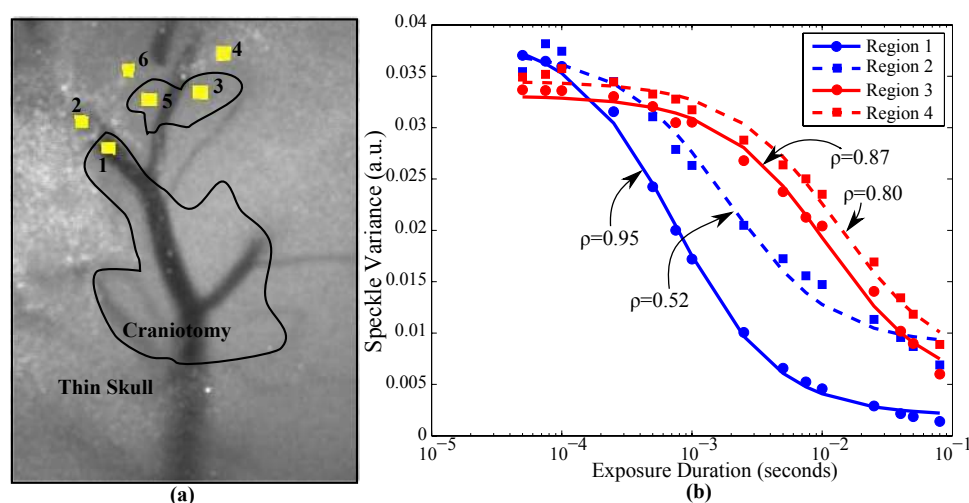 6
4
5
3
2
1
Craniotomy
Thin Skull
(a)
0.04
0.035
0.03
0.025
0.02
0.015
0.01
0.005
0
Speckle Variance (a.u.)
Region 1
Region 2
Region 3
Region 4
ρ=0.87
ρ=0.80
ρ=0.95
ρ=0.52
10⁻⁵ 10⁻⁴ 10⁻³ 10⁻² 10⁻¹
Exposure Duration (seconds)
(b)